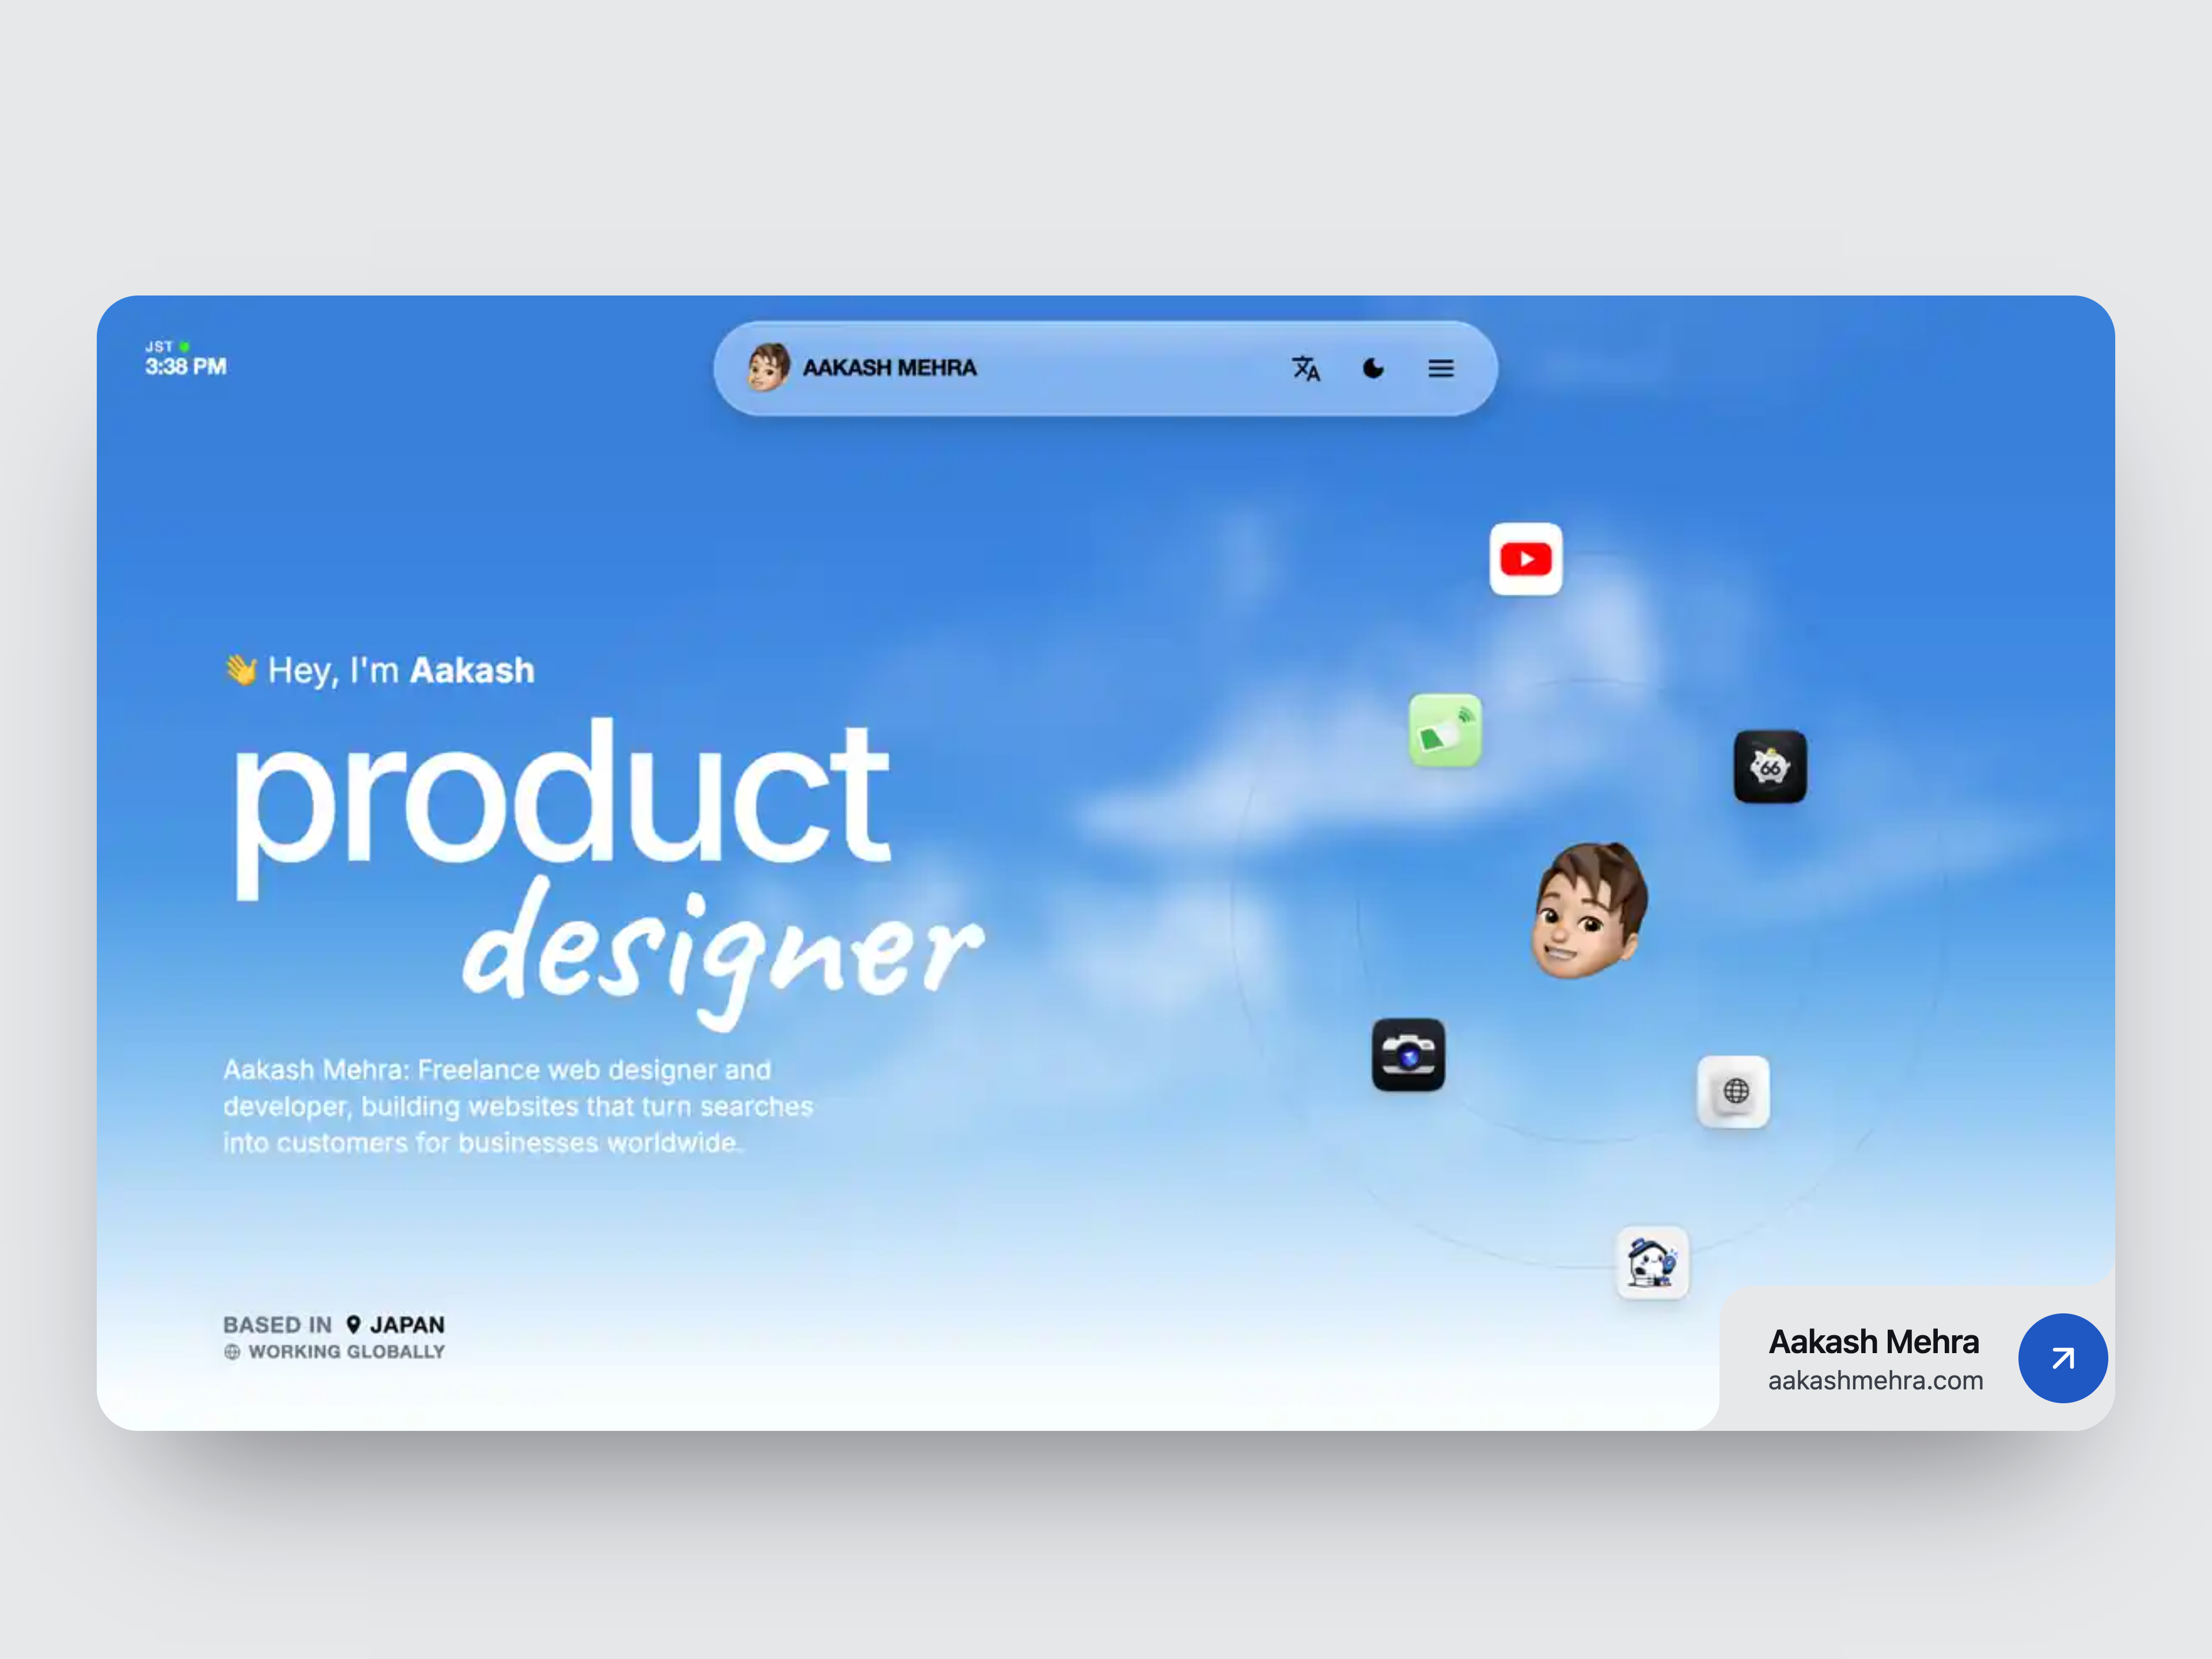 JST
3:38 PM
AAKASH MEHRA
👋 Hey, I'm Aakash
product
designer
Aakash Mehra: Freelance web designer and
developer, building websites that turn searches
into customers for businesses worldwide.
BASED IN JAPAN
WORKING GLOBALLY
66
Aakash Mehra
aakashmehra.com